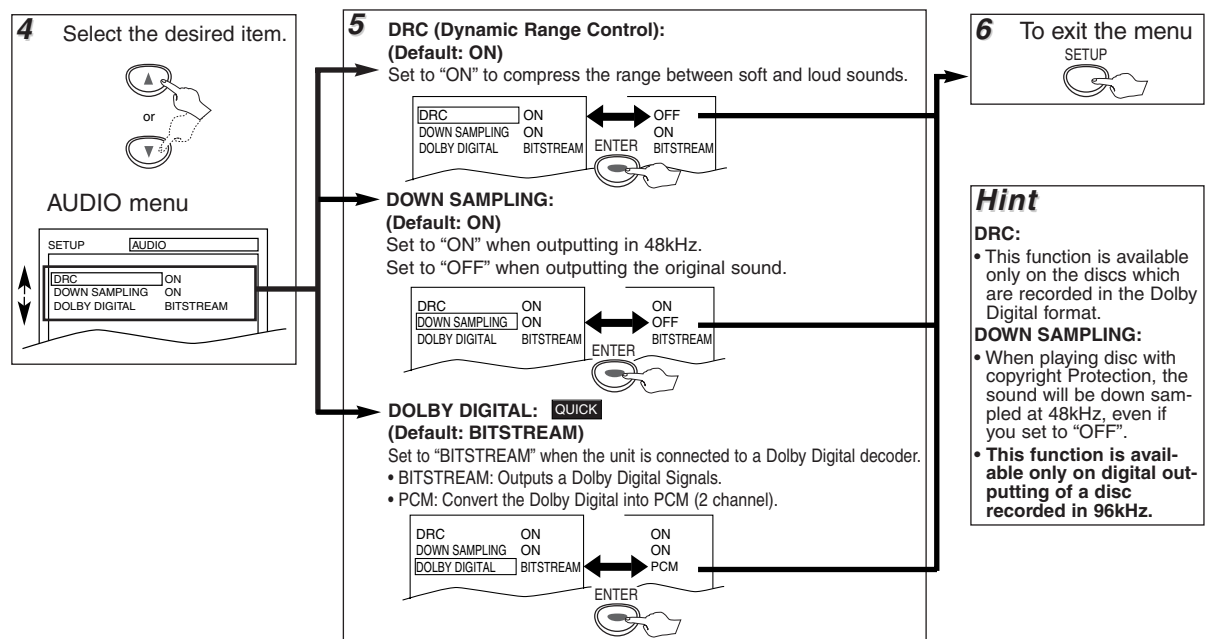 4 Select the desired item.
or
AUDIO menu
SETUP AUDIO
DRC ON
DOWN SAMPLING ON
DOLBY DIGITAL BITSTREAM
5 DRC (Dynamic Range Control):
(Default: ON)
Set to “ON” to compress the range between soft and loud sounds.
DRC ON OFF
DOWN SAMPLING ON ON
DOLBY DIGITAL BITSTREAM ENTER BITSTREAM
DOWN SAMPLING:
(Default: ON)
Set to “ON” when outputting in 48kHz.
Set to “OFF” when outputting the original sound.
DRC ON ON
DOWN SAMPLING ON OFF
DOLBY DIGITAL BITSTREAM BITSTREAM
ENTER
DOLBY DIGITAL: QUICK
(Default: BITSTREAM)
Set to “BITSTREAM” when the unit is connected to a Dolby Digital decoder.
• BITSTREAM: Outputs a Dolby Digital Signals.
• PCM: Convert the Dolby Digital into PCM (2 channel).
DRC ON ON
DOWN SAMPLING ON ON
DOLBY DIGITAL BITSTREAM PCM
ENTER
6 To exit the menu
SETUP
Hint
DRC:
• This function is available
only on the discs which
are recorded in the Dolby
Digital format.
DOWN SAMPLING:
• When playing disc with
copyright Protection, the
sound will be down sam-
pled at 48kHz, even if
you set to “OFF”.
• This function is avail-
able only on digital out-
putting of a disc
recorded in 96kHz.